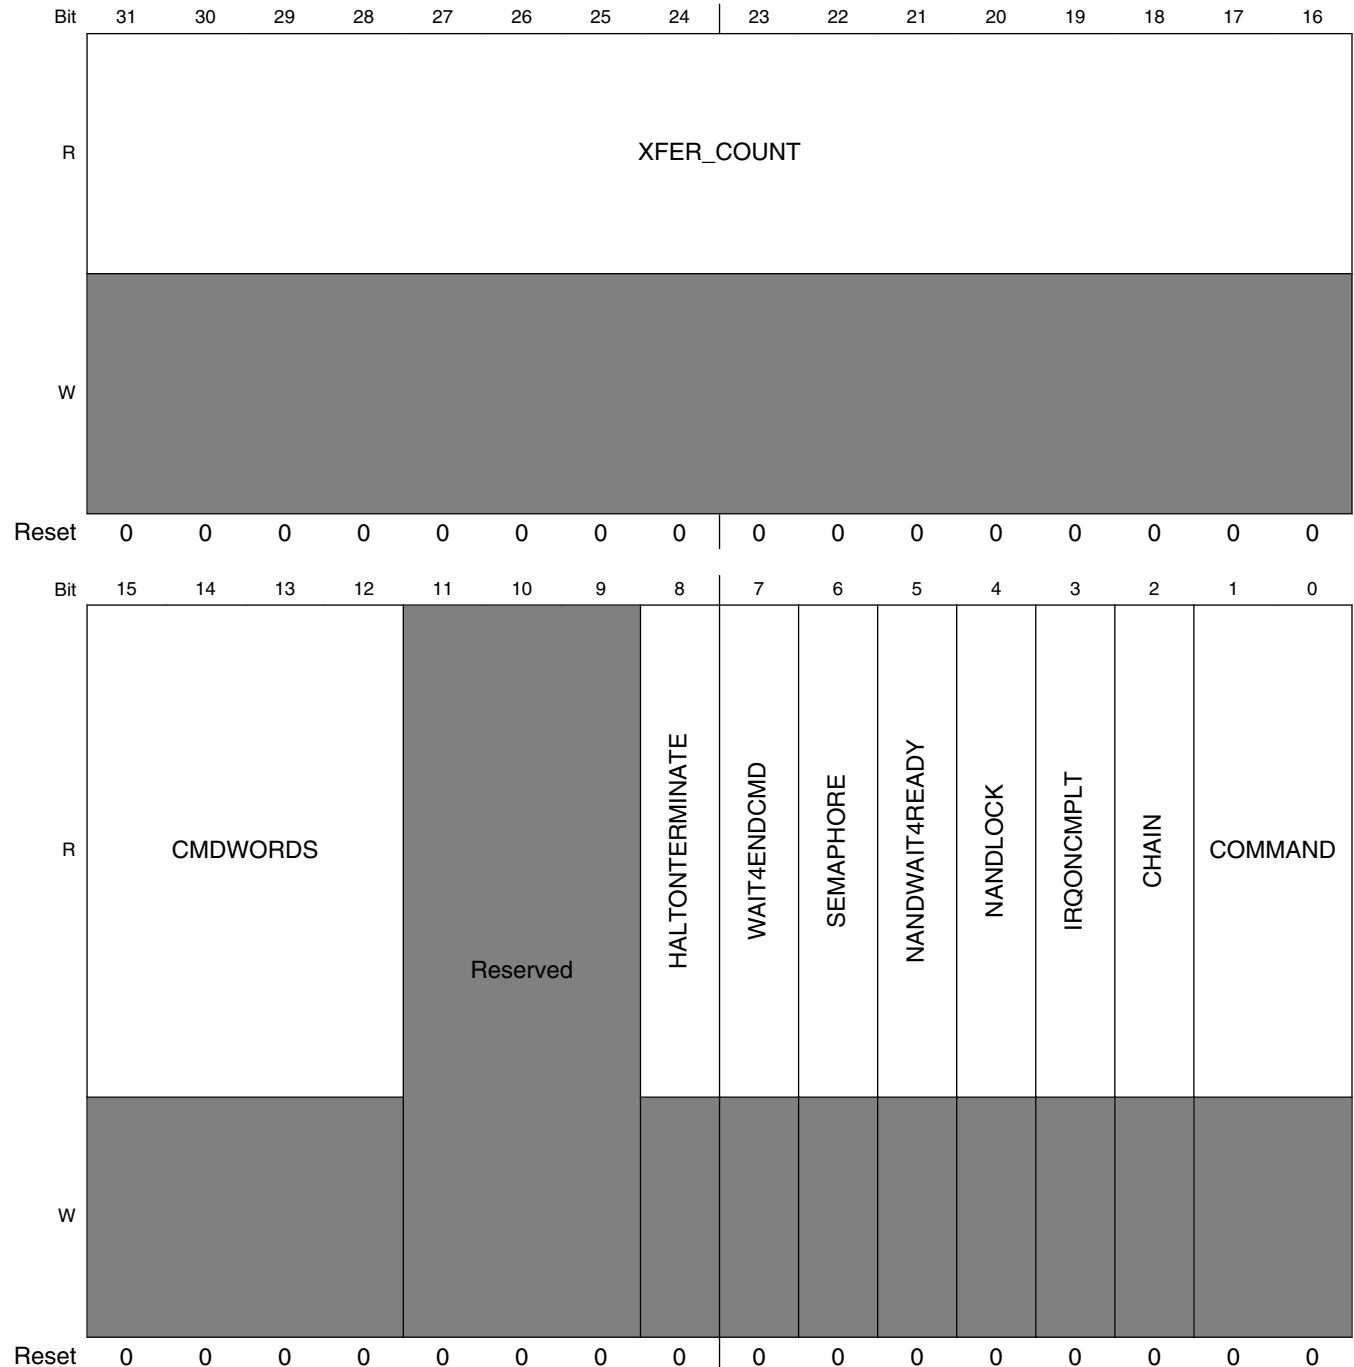 Bit 31 30 29 28 27 26 25 24 23 22 21 20 19 18 17 16
R XFER_COUNT
W
Reset 0 0 0 0 0 0 0 0 0 0 0 0 0 0 0 0
Bit 15 14 13 12 11 10 9 8 7 6 5 4 3 2 1 0
R CMDWORDS Reserved HALTONTERMINATE WAIT4ENDCMD SEMAPHORE NANDWAIT4READY NANDLOCK IRQONCMPLT CHAIN COMMAND
W
Reset 0 0 0 0 0 0 0 0 0 0 0 0 0 0 0 0